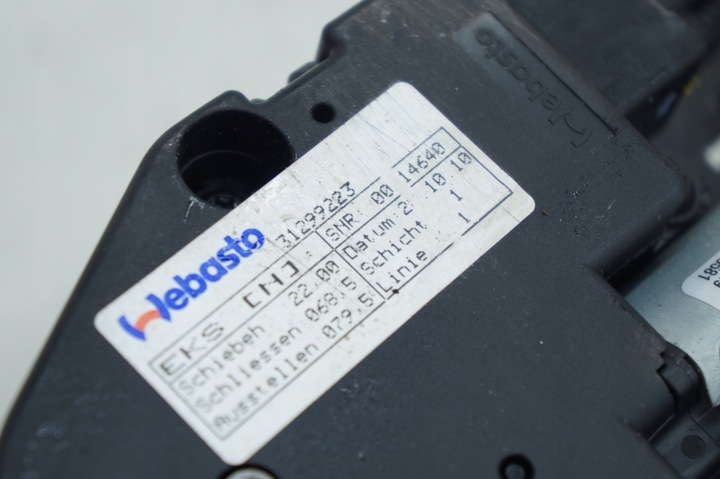 Webasto
Webasto 31299223
EKS [H] SNR: 00 14640
Schieben 22,00 Datum:2 10 10
Schliessen 068,5 Schicht 1
Ausstellen 079,5 Linie: 1